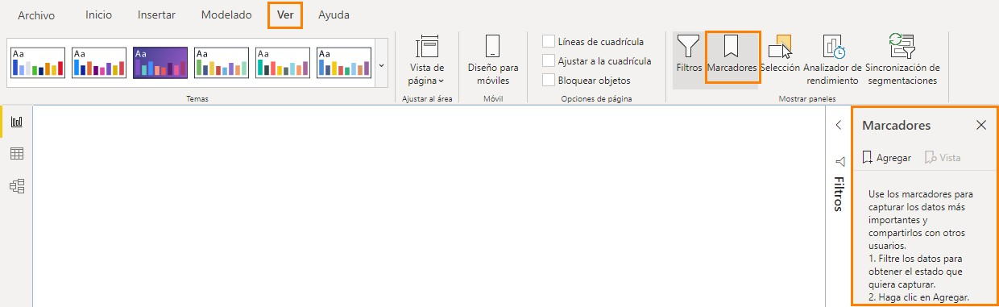 Archivo Inicio Insertar Modelado Ver Ayuda
Aa Aa Aa Aa Aa Aa
Temas
Vista de
página
Ajustar al área
Diseño para
móviles
Móvil
Líneas de cuadrícula
Ajustar a la cuadrícula
Bloquear objetos
Opciones de página
Filtros
Marcadores
Selección
Analizador de
rendimiento
Sincronización de
segmentaciones
Mostrar paneles
Filtros
Marcadores
Agregar Vista
Use los marcadores para
capturar los datos más
importantes y
compartirlos con otros
usuarios.
1. Filtre los datos para
obtener el estado que
quiera capturar.
2. Haga clic en Agregar.